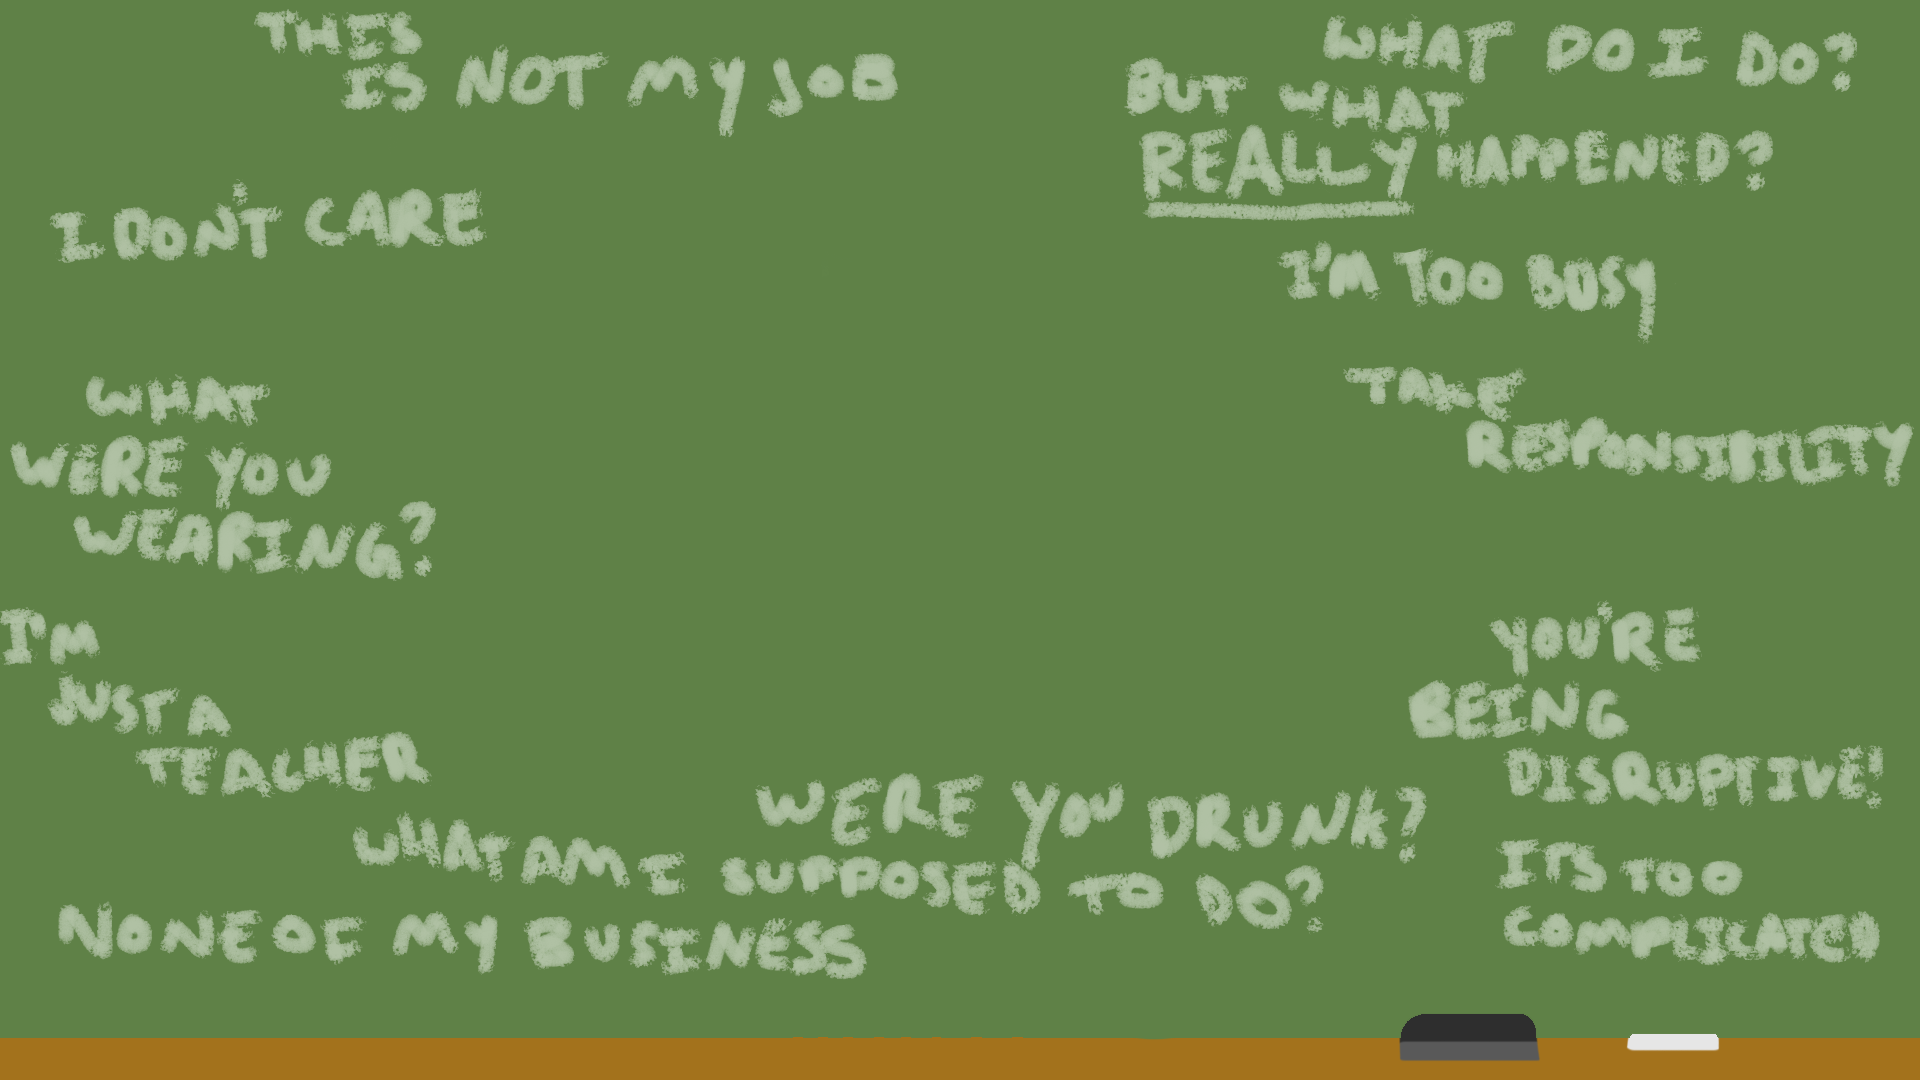 THIS
IS NOT MY JOB
WHAT DO I DO?
BUT WHAT
REALLY HAPPENED?
I DON'T CARE
I'M TOO BUSY
TAKE
RESPONSIBILITY
WHAT
WERE YOU
WEARING?
I'M
JUST A
TEACHER
YOU'RE
BEING
DISRUPTIVE!
WERE YOU DRUNK?
WHAT AM I SUPPOSED TO DO?
NONE OF MY BUSINESS
IT'S TOO
COMPLICATED